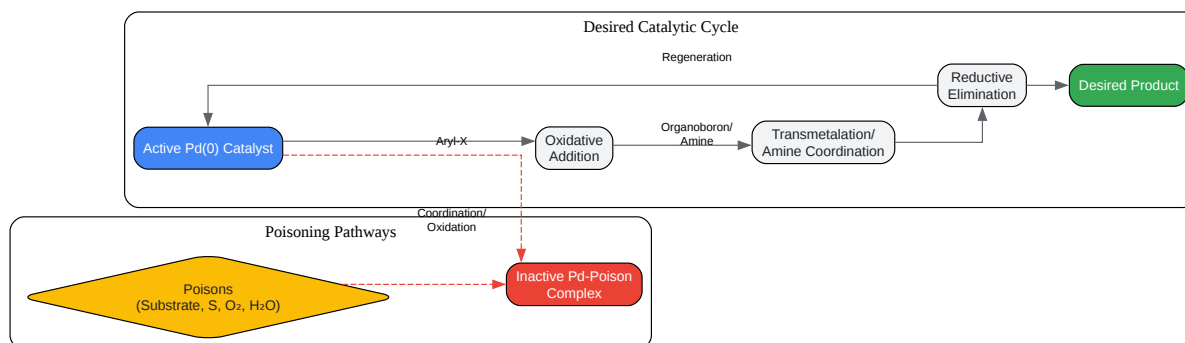 Desired Catalytic Cycle
Regeneration
Reductive
Elimination
Desired Product
Active Pd(0) Catalyst
Aryl-X
Oxidative
Addition
Organoboron/
Amine
Transmetalation/
Amine Coordination
Coordination/
Oxidation
Poisoning Pathways
Poisons
(Substrate, S, O₂, H₂O)
Inactive Pd-Poison
Complex